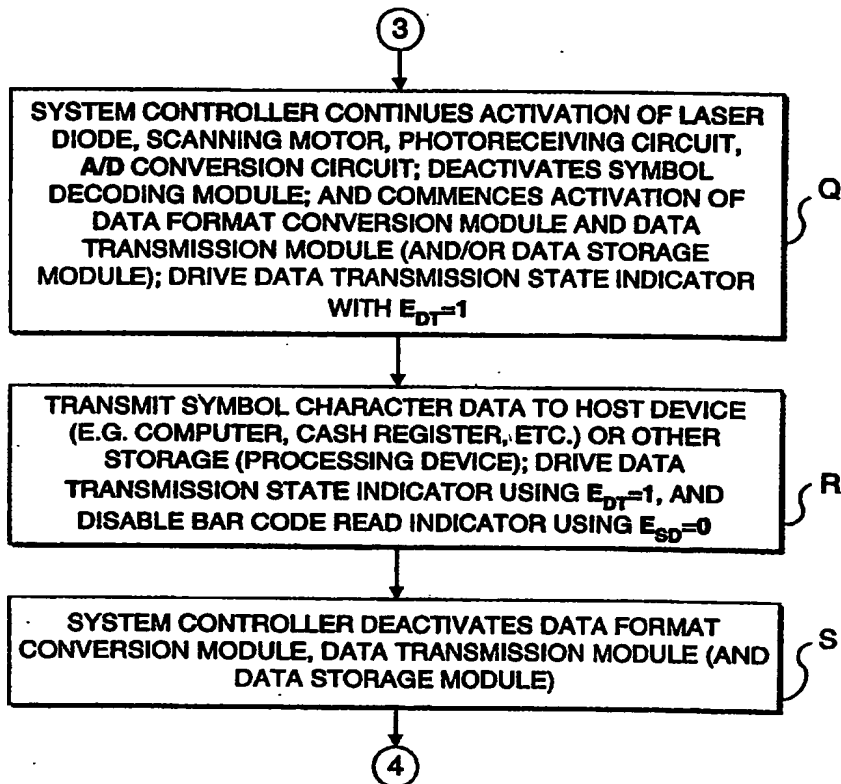 3
SYSTEM CONTROLLER CONTINUES ACTIVATION OF LASER
DIODE, SCANNING MOTOR, PHOTORECEIVING CIRCUIT,
A/D CONVERSION CIRCUIT; DEACTIVATES SYMBOL
DECODING MODULE; AND COMMENCES ACTIVATION OF
DATA FORMAT CONVERSION MODULE AND DATA
TRANSMISSION MODULE (AND/OR DATA STORAGE
MODULE); DRIVE DATA TRANSMISSION STATE INDICATOR
WITH E_DT=1
Q
TRANSMIT SYMBOL CHARACTER DATA TO HOST DEVICE
(E.G. COMPUTER, CASH REGISTER, ETC.) OR OTHER
STORAGE (PROCESSING DEVICE); DRIVE DATA
TRANSMISSION STATE INDICATOR USING E_DT=1, AND
DISABLE BAR CODE READ INDICATOR USING E_SD=0
R
SYSTEM CONTROLLER DEACTIVATES DATA FORMAT
CONVERSION MODULE, DATA TRANSMISSION MODULE (AND
DATA STORAGE MODULE)
S
4